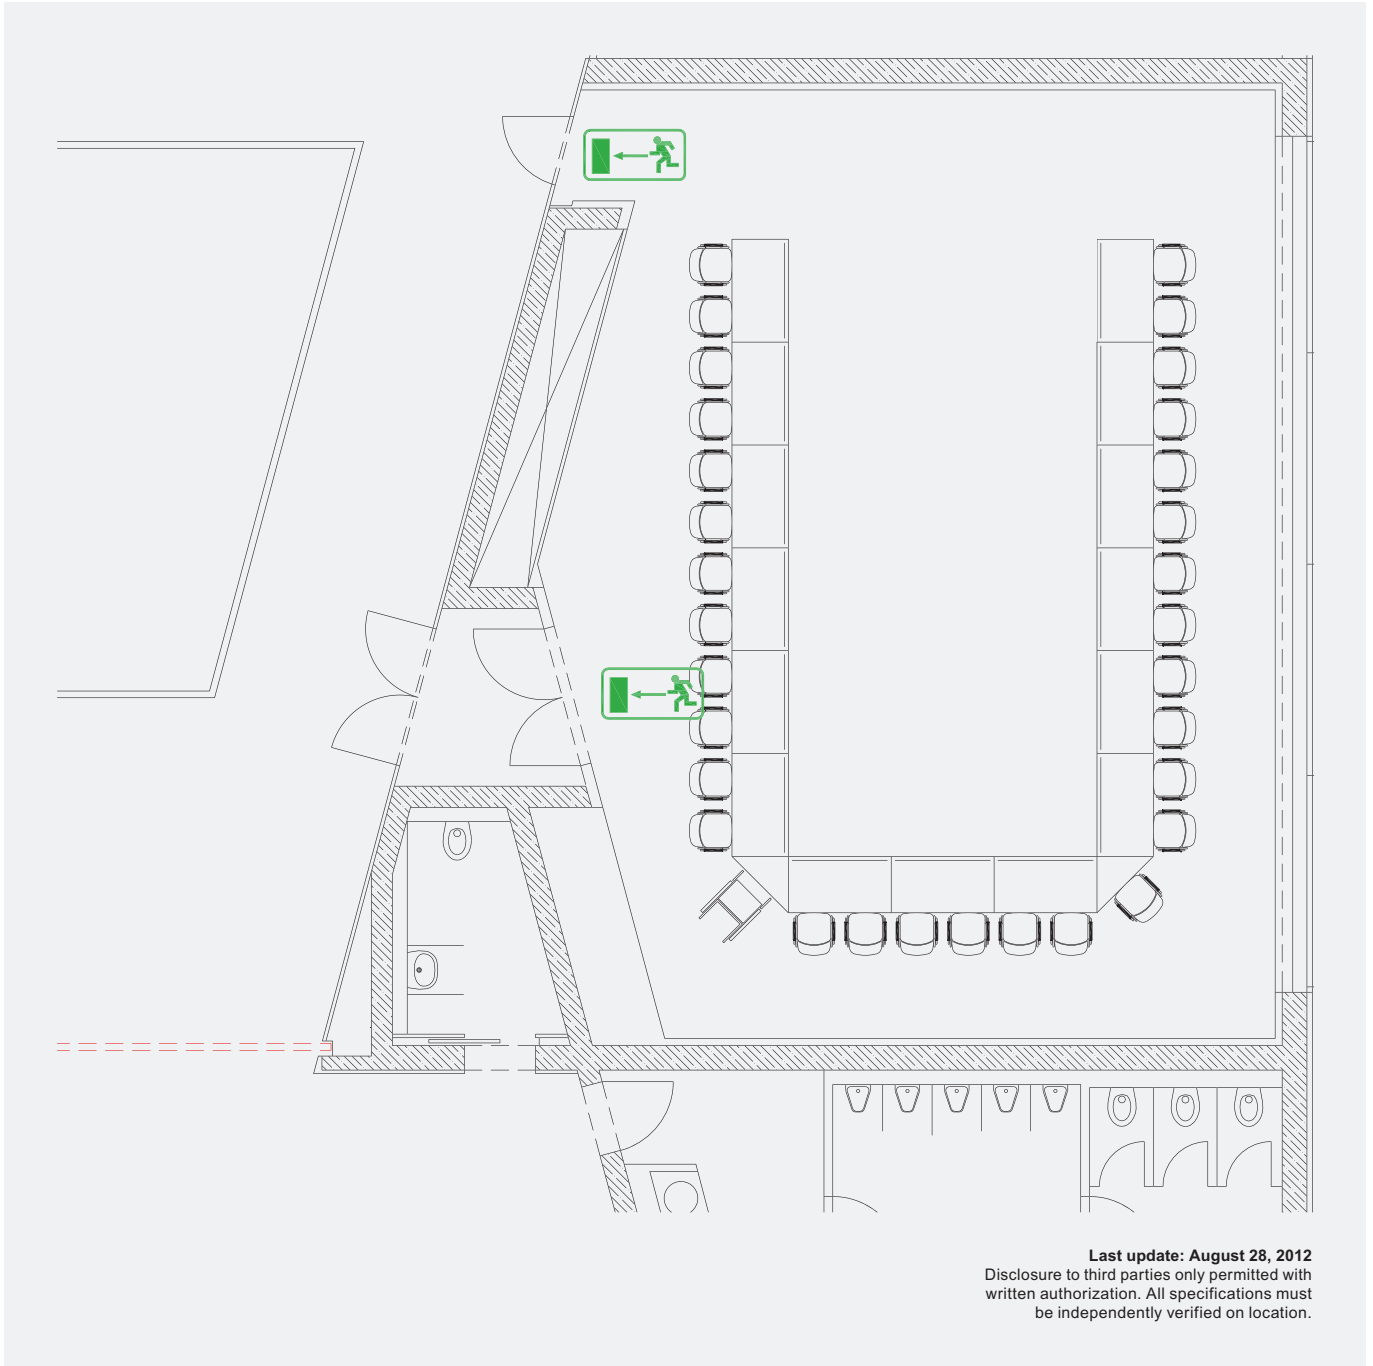 Last update: August 28, 2012
Disclosure to third parties only permitted with
written authorization. All specifications must
be independently verified on location.